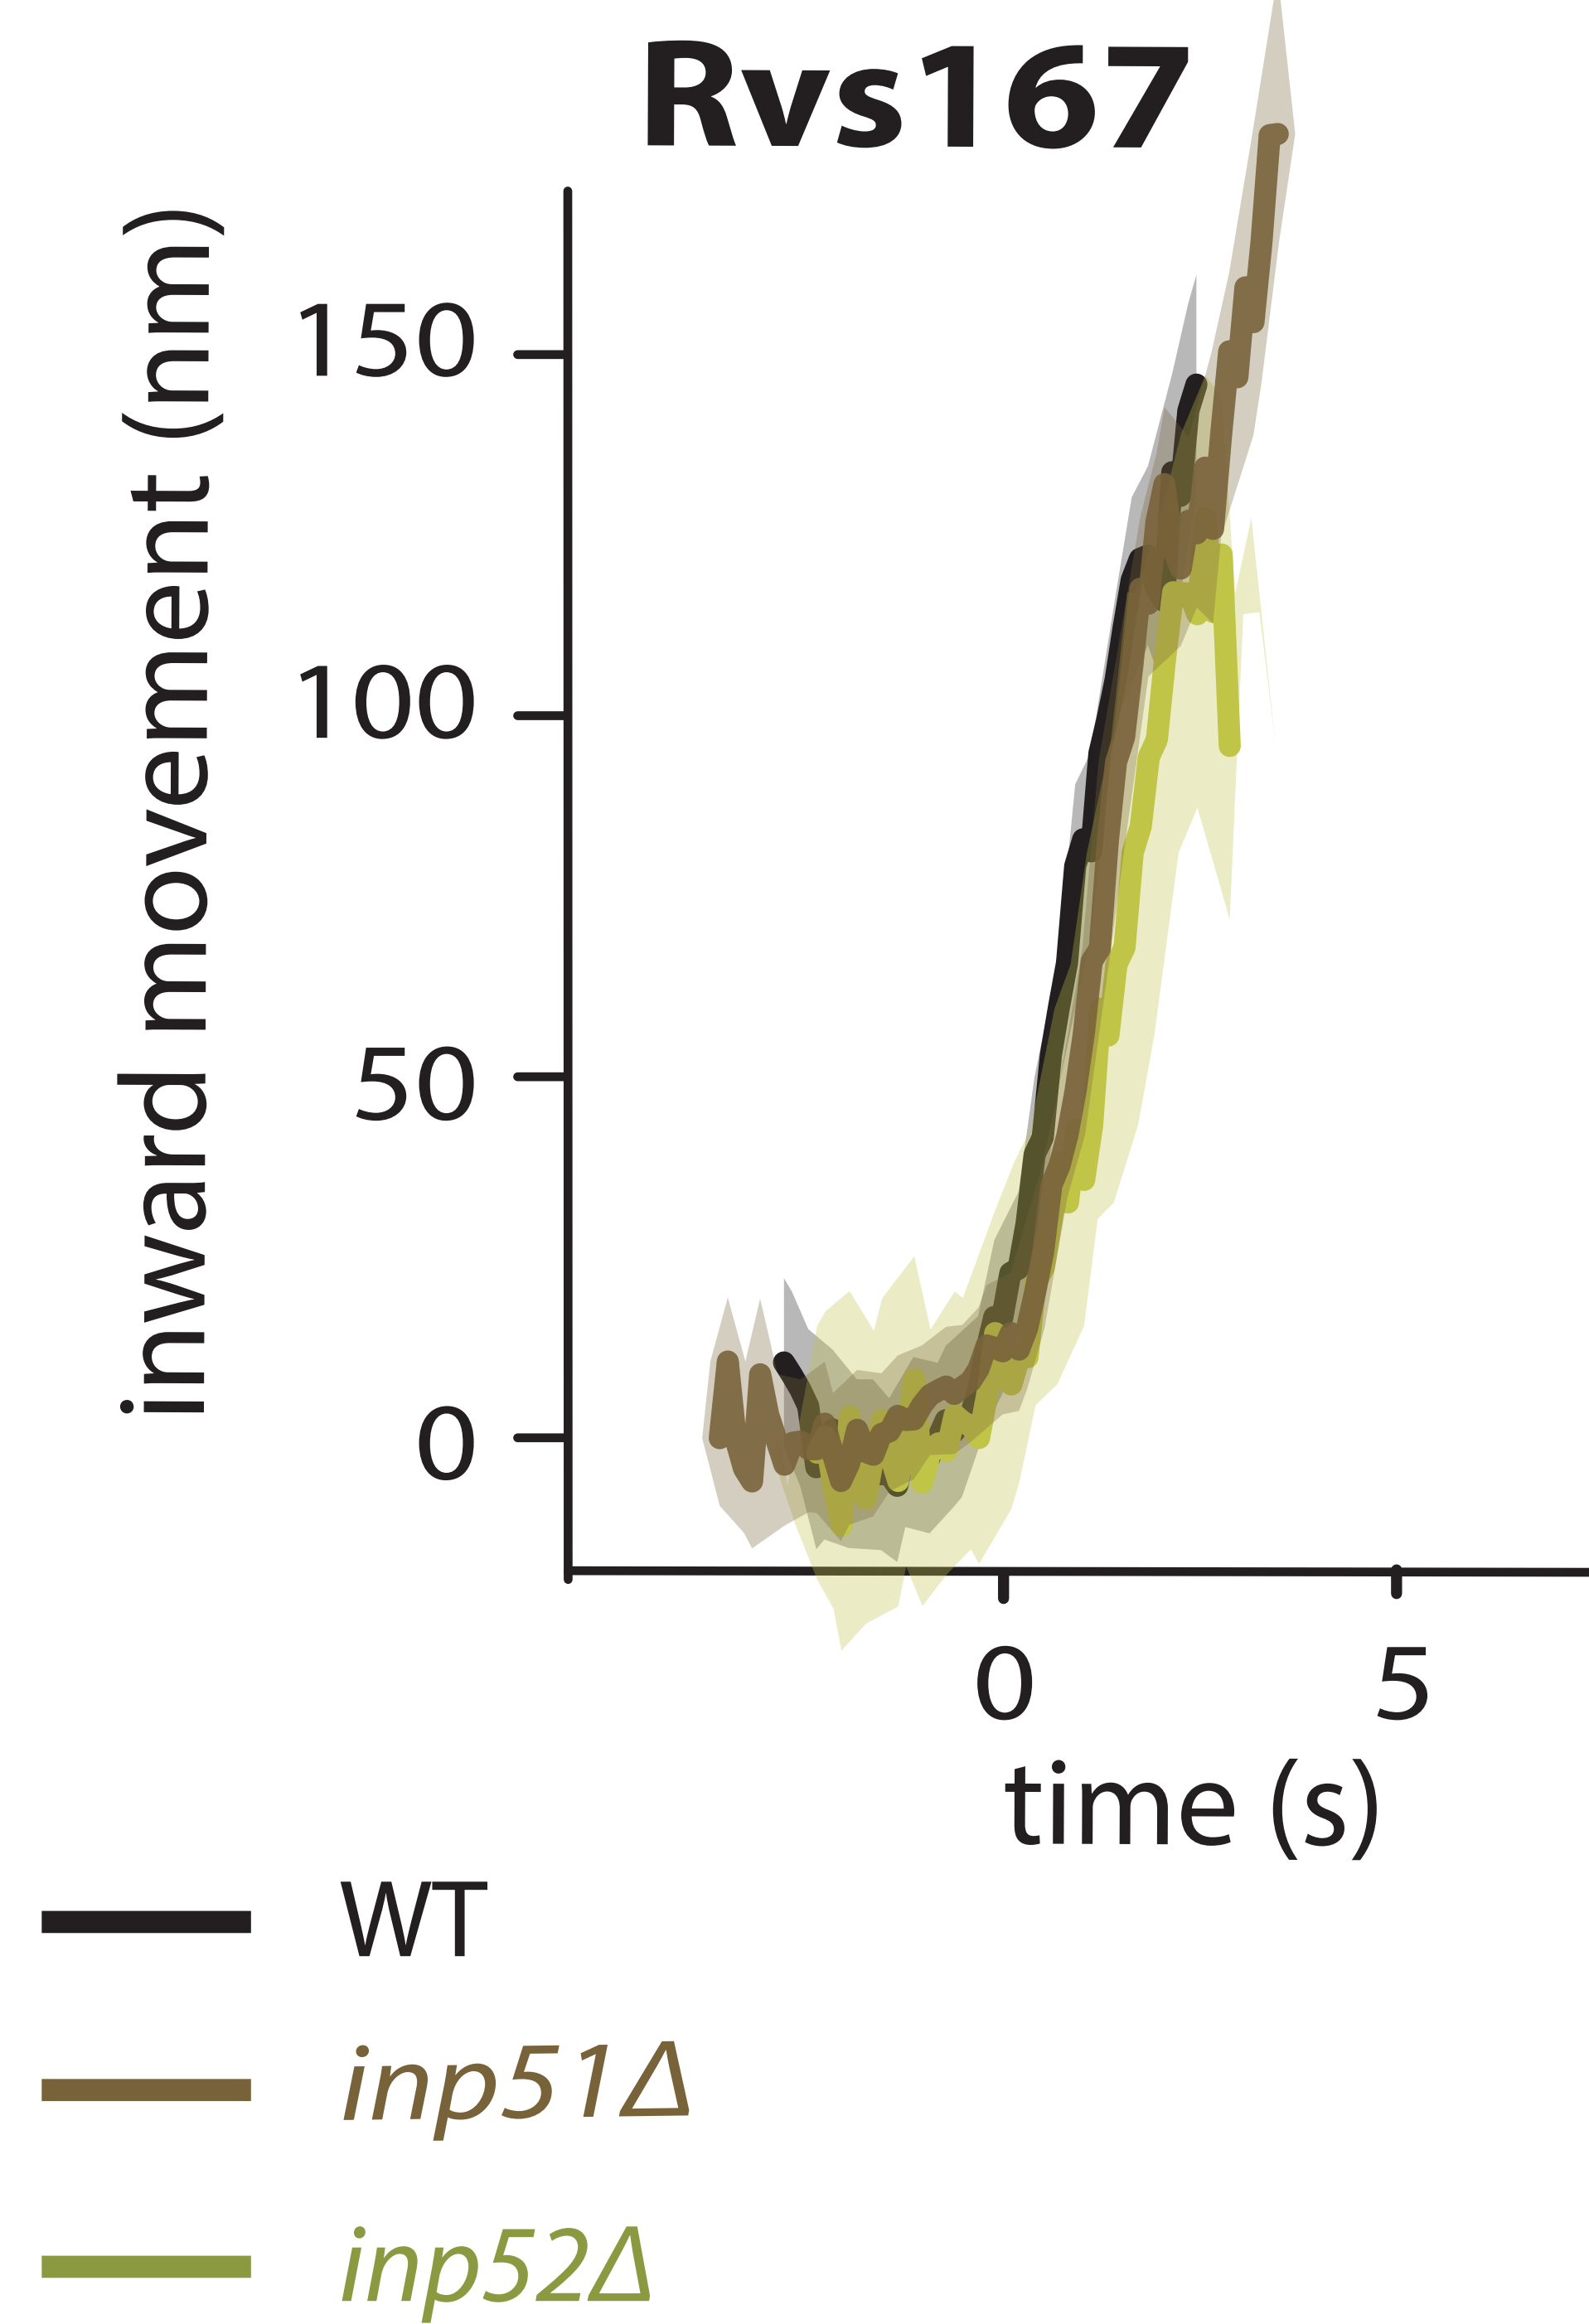 Rvs167
inward movement (nm)
150
100
50
0
0
5
time (s)
WT
inp51Δ
inp52Δ